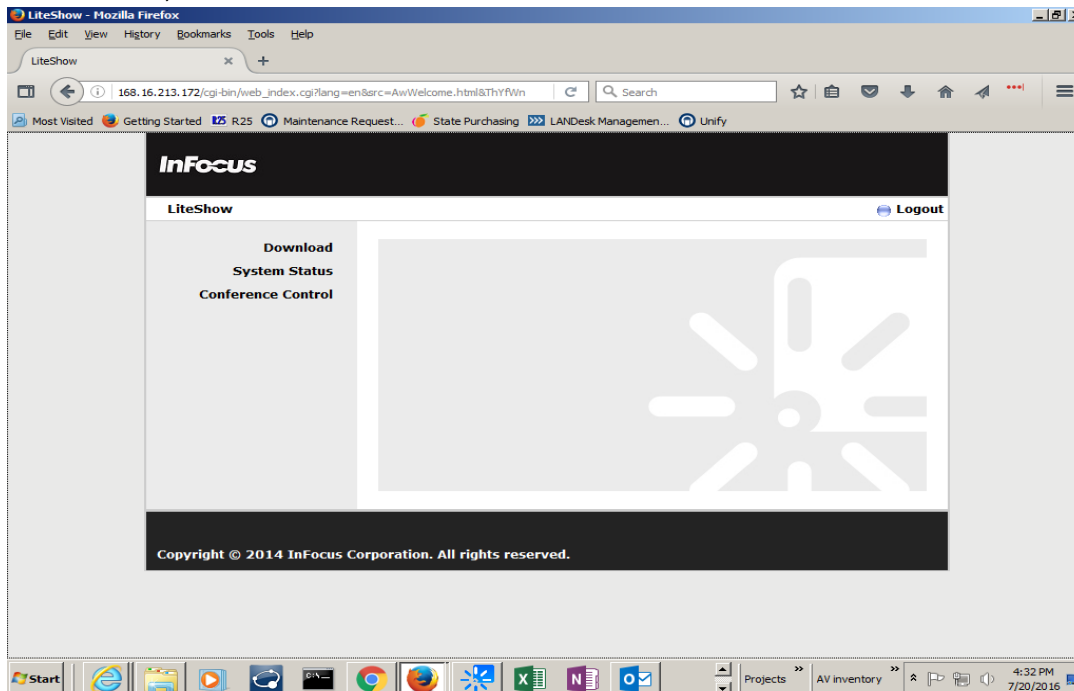 LiteShow - Mozilla Firefox
File Edit View History Bookmarks Tools Help
LiteShow
168.16.213.172/cgi-bin/web_index.cgi?lang=en&src=AwWelcome.html&ThYfWn Search
Most Visited Getting Started R25 Maintenance Request... State Purchasing LANDesk Managemen... Unify
InFocus
LiteShow Logout
Download
System Status
Conference Control
Copyright © 2014 InFocus Corporation. All rights reserved.
Start Projects AV inventory 4:32 PM
7/20/2016